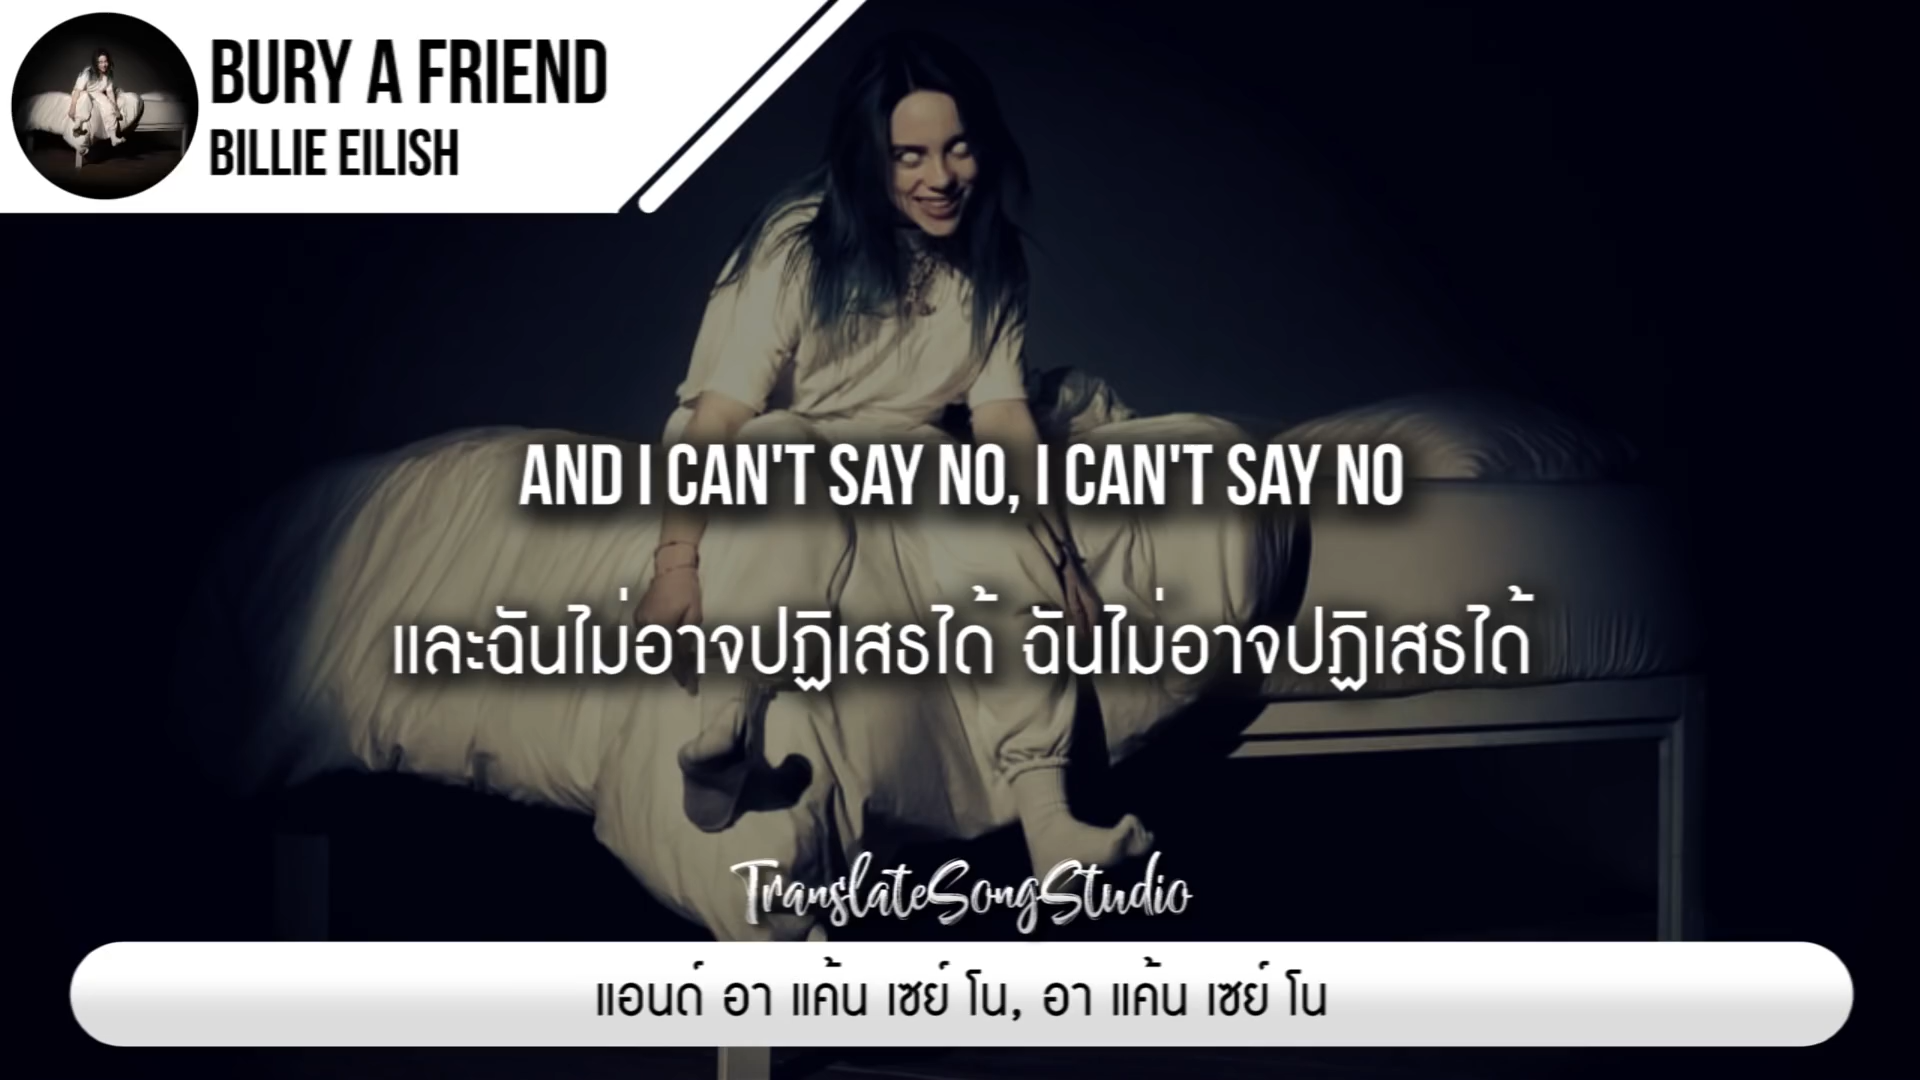 BURY A FRIEND
BILLIE EILISH
AND I CAN'T SAY NO, I CAN'T SAY NO
และฉันไม่อาจปฏิเสธได้ ฉันไม่อาจปฏิเสธได้
TranslateSongStudio
แอนด์ อา แค้น เซย์ โน, อา แค้น เซย์ โน